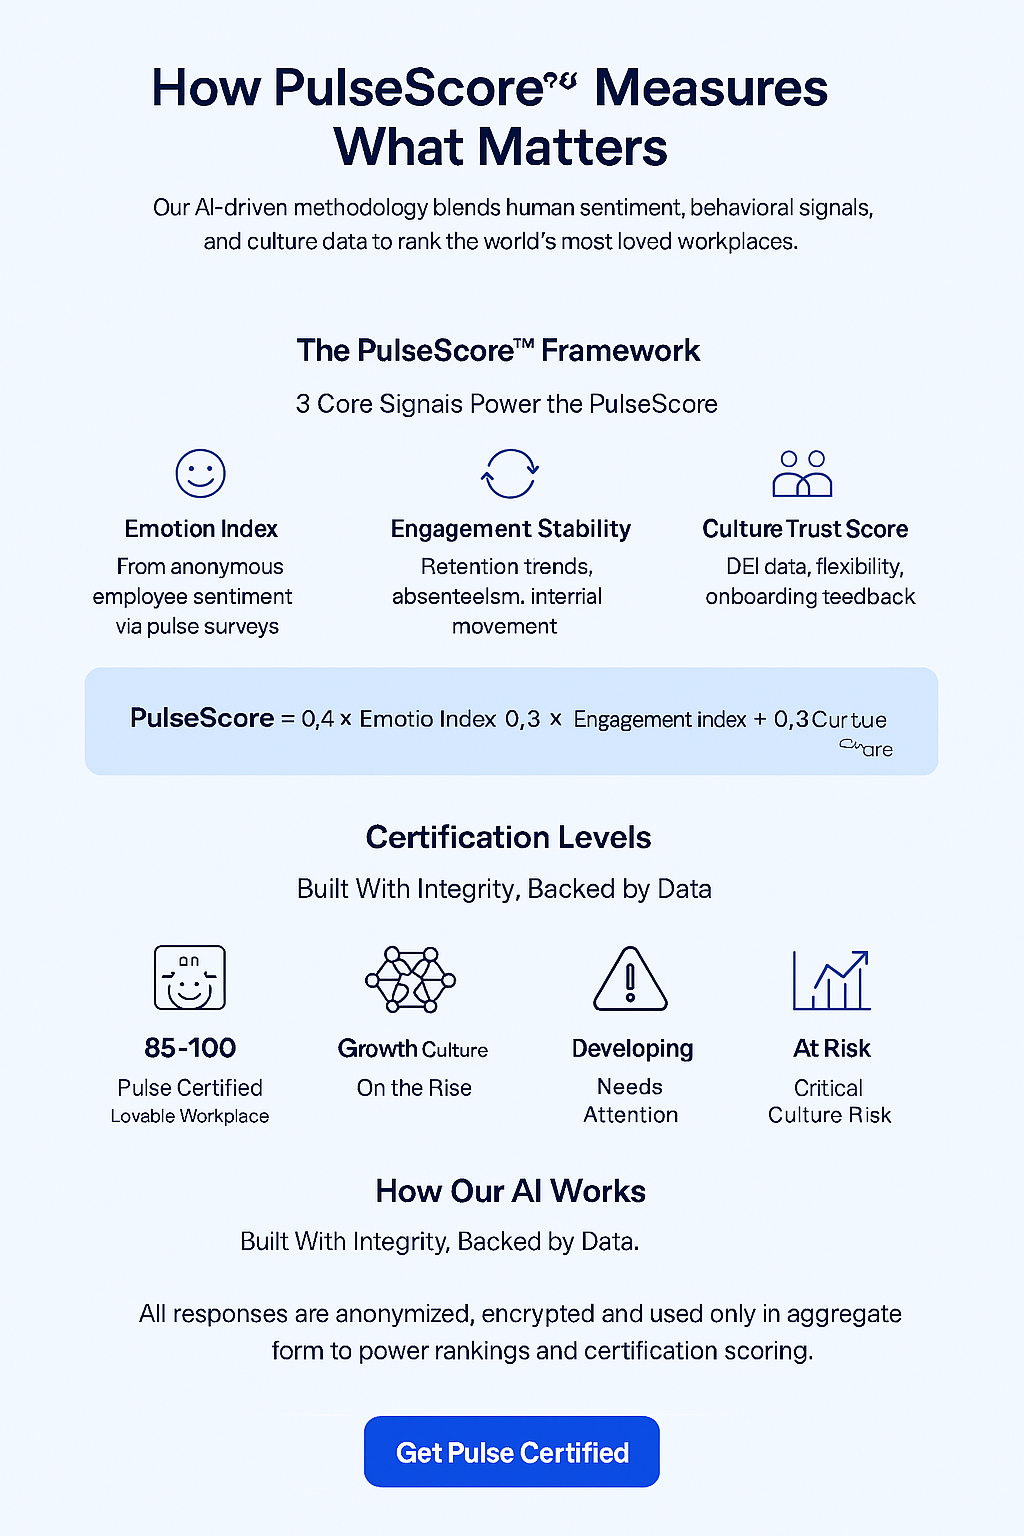 How PulseScore Measures
What Matters
Our AI-driven methodology blends human sentiment, behavioral signals,
and culture data to rank the world's most loved workplaces.
The PulseScore™ Framework
3 Core Signais Power the PulseScore
Emotion Index
Engagement Stability
Culture Trust Score
From anonymous
employee sentiment
via pulse surveys
Retention trends,
absenteelsm. interrial
movement
DEI data, flexibility,
onboarding teedback
PulseScore = 0,4 × Emotio Index 0,3 × Engagement index + 0,3 Curtue
Certification Levels
Built With Integrity, Backed by Data
85-100
Pulse Certified
Lovable Workplace
Growth Culture
On the Rise
Developing
Needs
Attention
At Risk
Critical
Culture Risk
How Our AI Works
Built With Integrity, Backed by Data.
All responses are anonymized, encrypted and used only in aggregate
form to power rankings and certification scoring.
Get Pulse Certified